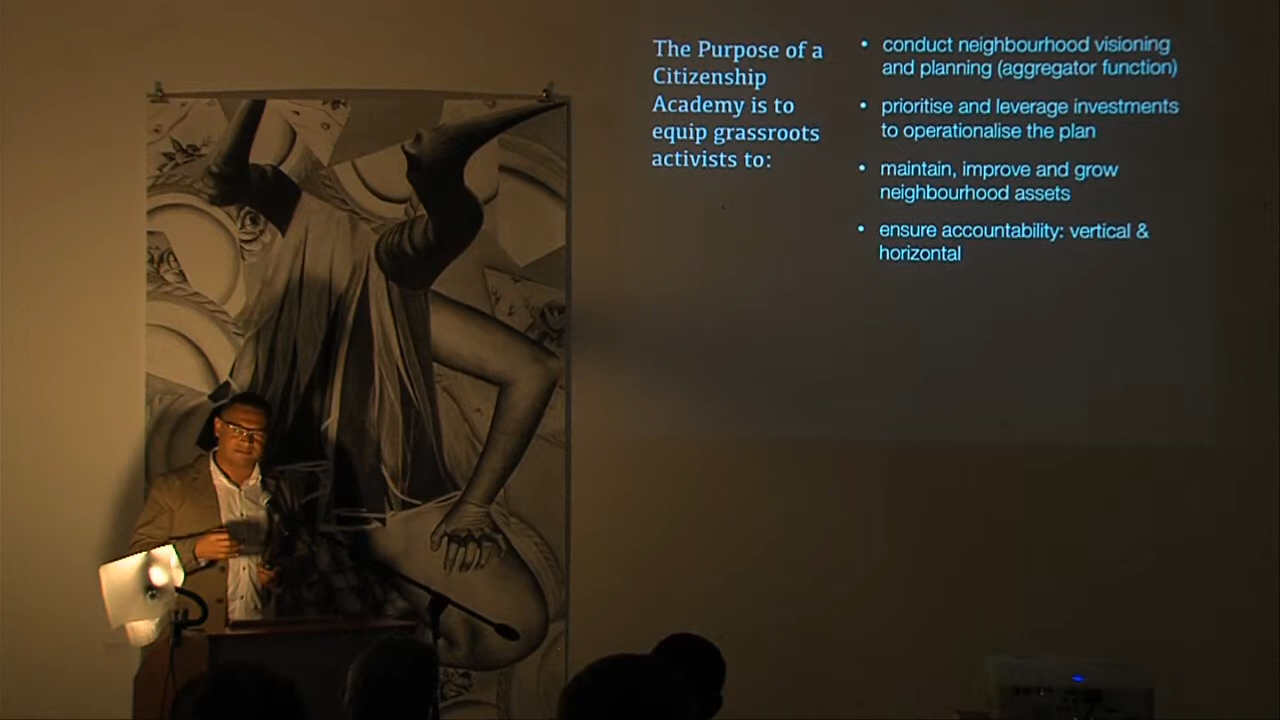 The Purpose of a
Citizenship
Academy is to
equip grassroots
activists to:
• conduct neighbourhood visioning
and planning (aggregator function)
• prioritise and leverage investments
to operationalise the plan
• maintain, improve and grow
neighbourhood assets
• ensure accountability: vertical &
horizontal